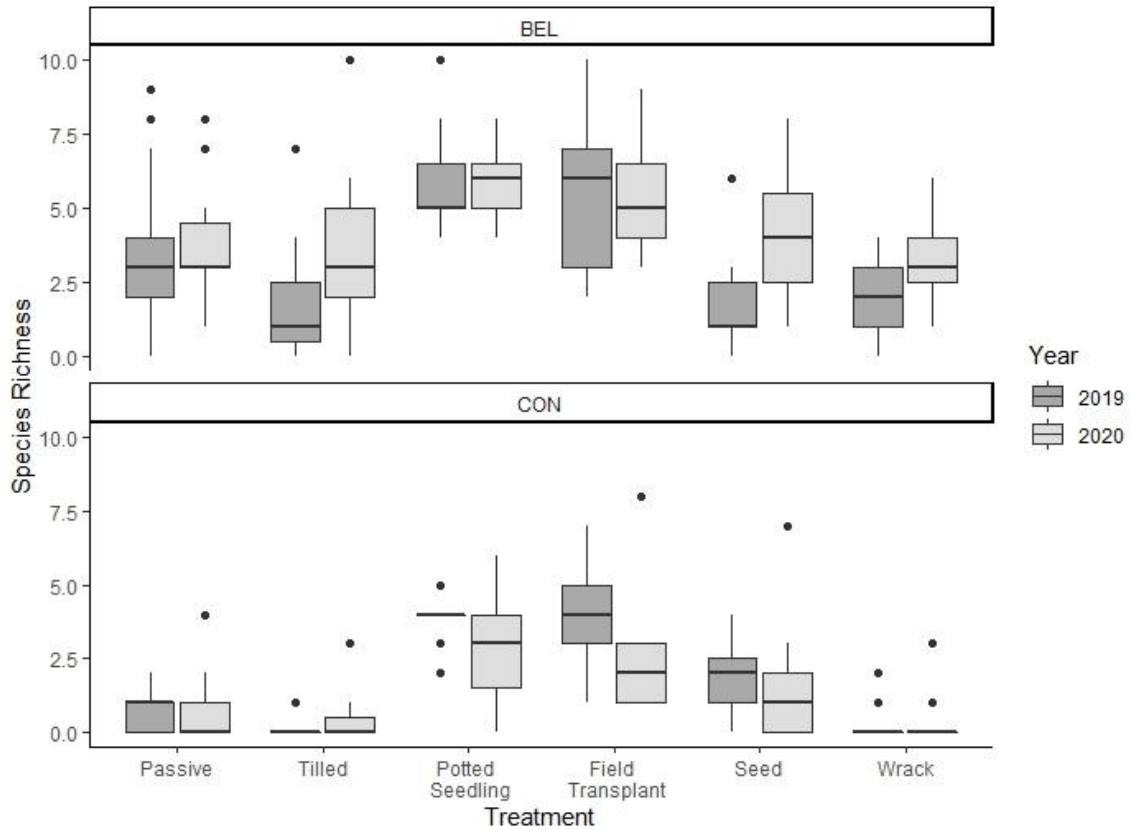 BEL
10.0
7.5
5.0
2.5
0.0
CON
10.0
7.5
5.0
2.5
0.0
Species Richness
Passive
Tilled
Potted
Seedling
Field
Transplant
Seed
Wrack
Treatment
Year
2019
2020